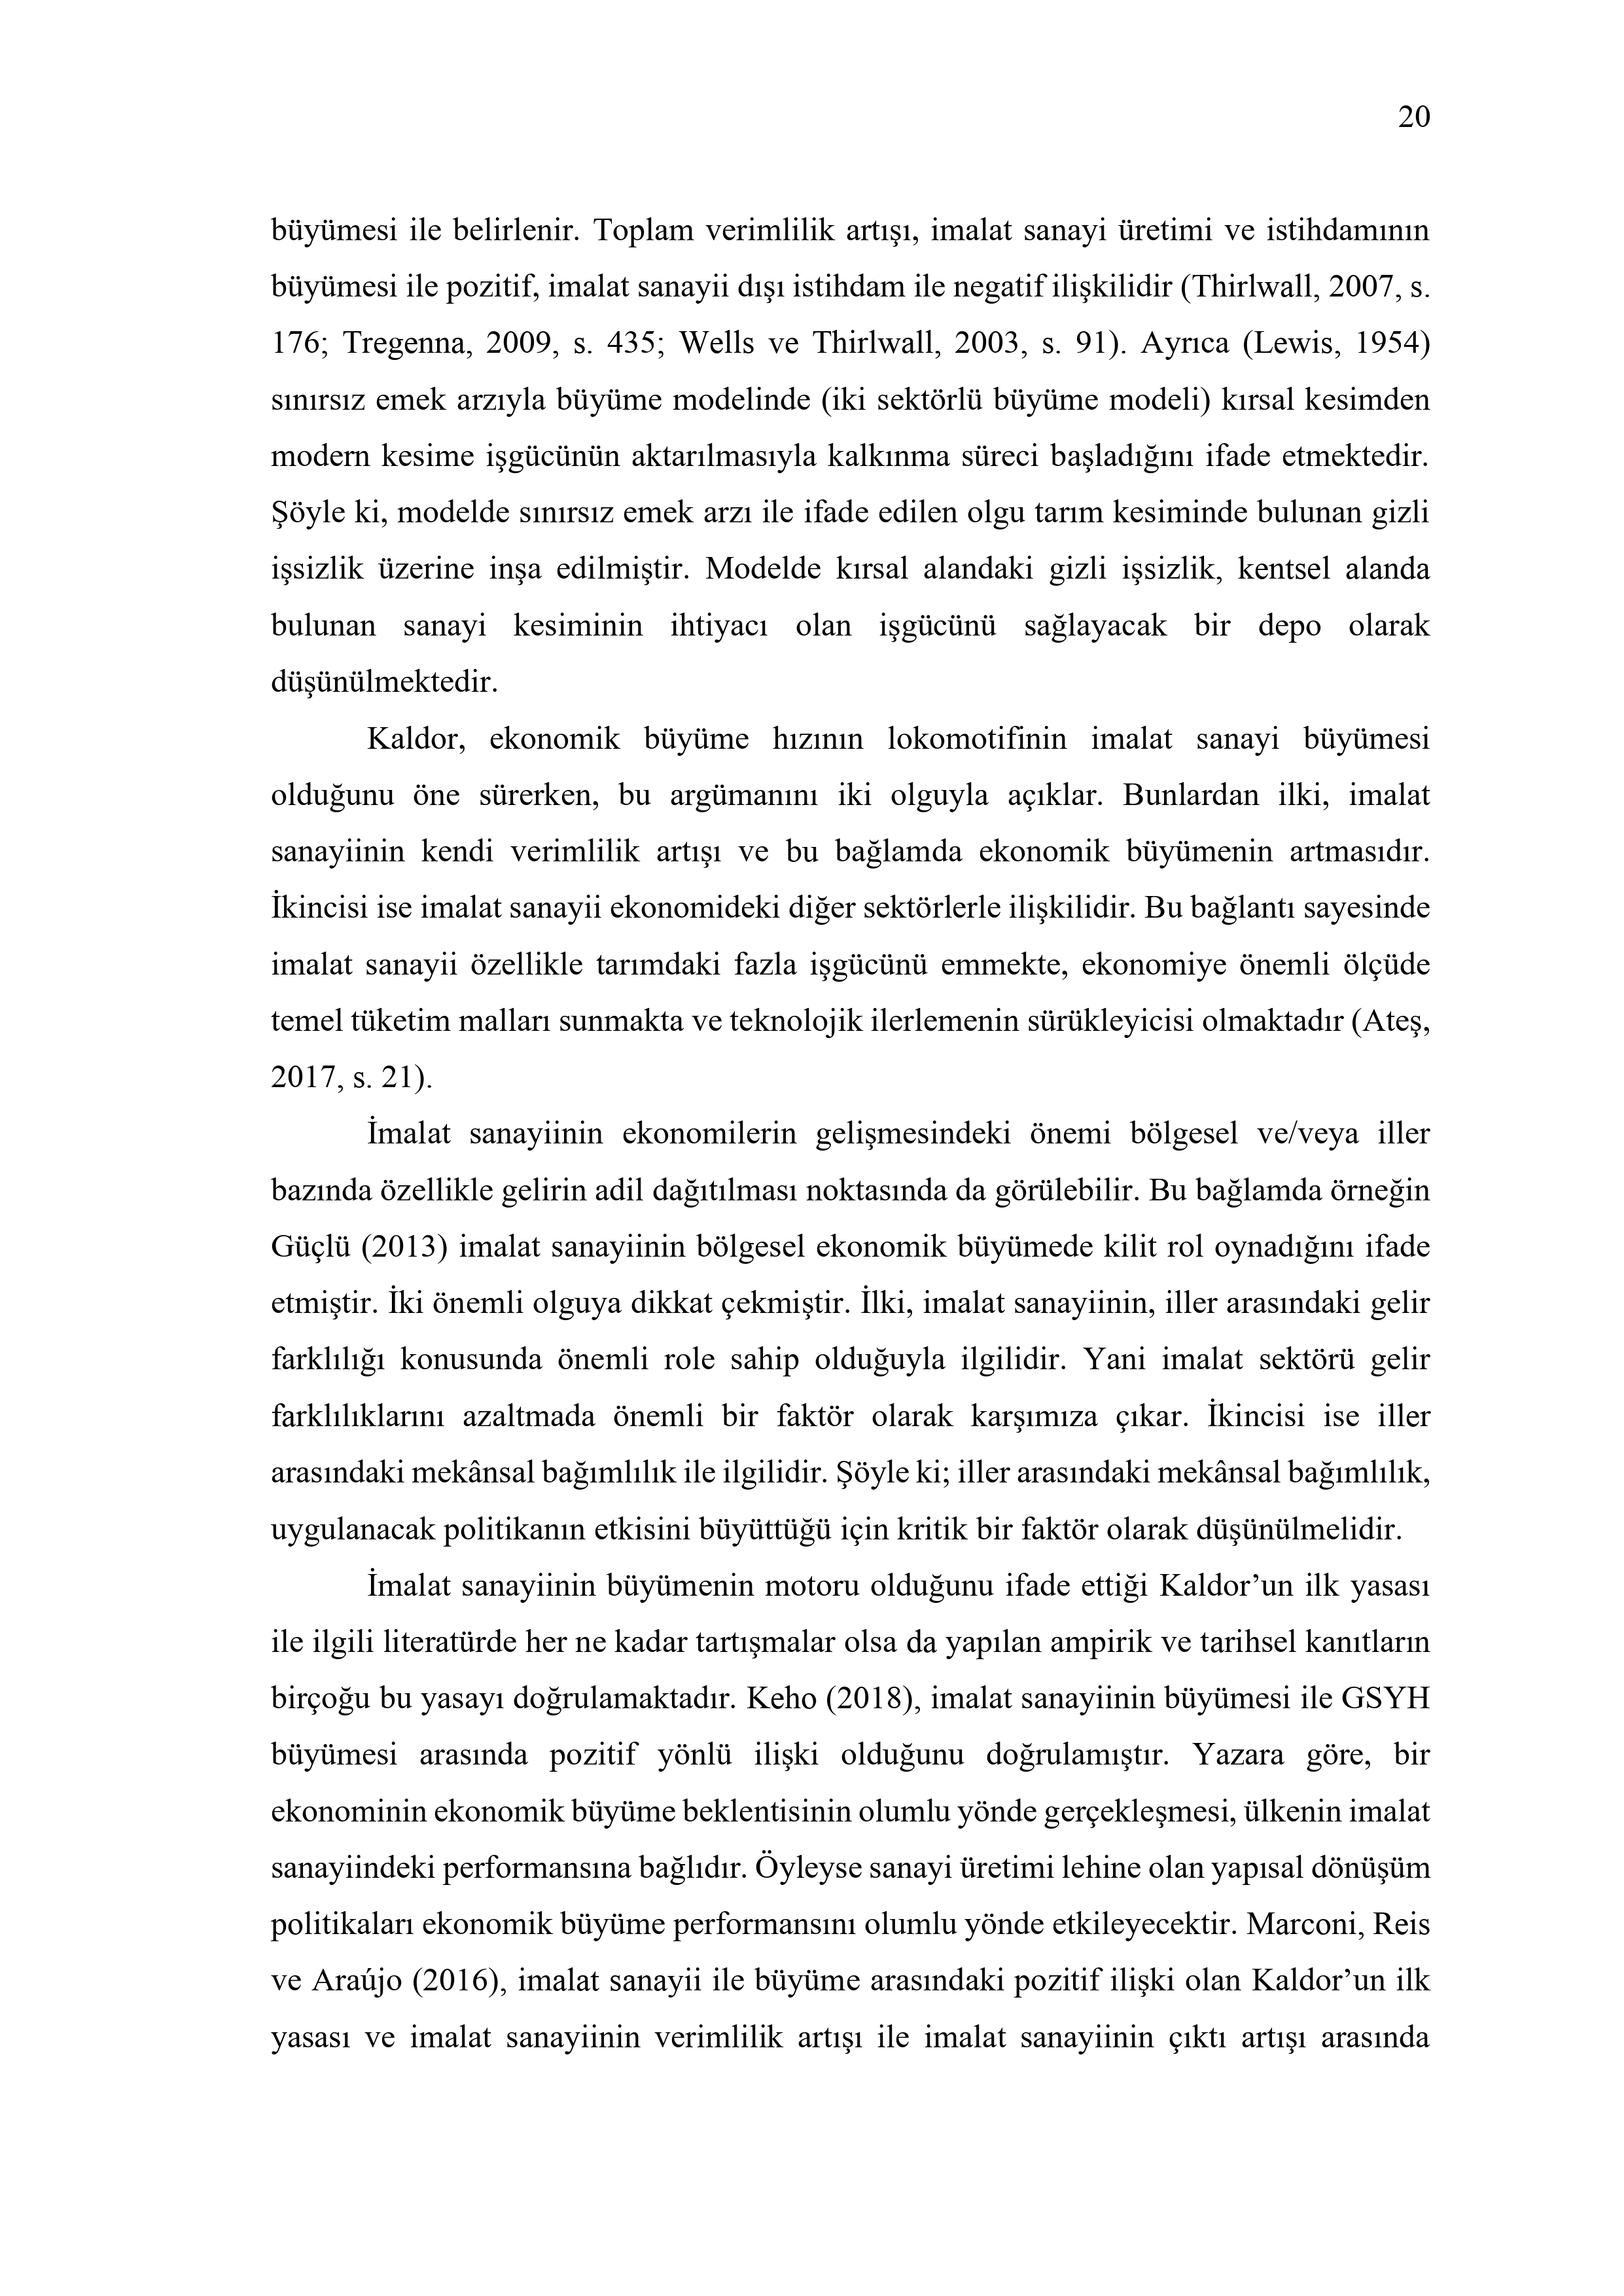 20
büyümesi ile belirlenir. Toplam verimlilik artışı, imalat sanayi üretimi ve istihdamının
büyümesi ile pozitif, imalat sanayii dışı istihdam ile negatif ilişkilidir (Thirlwall, 2007, s.
176; Tregenna, 2009, s. 435; Wells ve Thirlwall, 2003, s. 91). Ayrıca (Lewis, 1954)
sınırsız emek arzıyla büyüme modelinde (iki sektörlü büyüme modeli) kırsal kesimden
modern kesime işgücünün aktarılmasıyla kalkınma süreci başladığını ifade etmektedir.
Şöyle ki, modelde sınırsız emek arzı ile ifade edilen olgu tarım kesiminde bulunan gizli
işsizlik üzerine inşa edilmiştir. Modelde kırsal alandaki gizli işsizlik, kentsel alanda
bulunan sanayi kesiminin ihtiyacı olan işgücünü sağlayacak bir depo olarak
düşünülmektedir.
Kaldor, ekonomik büyüme hızının lokomotifinin imalat sanayi büyümesi
olduğunu öne sürerken, bu argümanını iki olguyla açıklar. Bunlardan ilki, imalat
sanayiinin kendi verimlilik artışı ve bu bağlamda ekonomik büyümenin artmasıdır.
İkincisi ise imalat sanayii ekonomideki diğer sektörlerle ilişkilidir. Bu bağlantı sayesinde
imalat sanayii özellikle tarımdaki fazla işgücünü emmekte, ekonomiye önemli ölçüde
temel tüketim malları sunmakta ve teknolojik ilerlemenin sürükleyicisi olmaktadır (Ateş,
2017, s. 21).
İmalat sanayiinin ekonomilerin gelişmesindeki önemi bölgesel ve/veya iller
bazında özellikle gelirin adil dağıtılması noktasında da görülebilir. Bu bağlamda örneğin
Güçlü (2013) imalat sanayiinin bölgesel ekonomik büyümede kilit rol oynadığını ifade
etmiştir. İki önemli olguya dikkat çekmiştir. İlki, imalat sanayiinin, iller arasındaki gelir
farklılığı konusunda önemli role sahip olduğuyla ilgilidir. Yani imalat sektörü gelir
farklılıklarını azaltmada önemli bir faktör olarak karşımıza çıkar. İkincisi ise iller
arasındaki mekânsal bağımlılık ile ilgilidir. Şöyle ki; iller arasındaki mekânsal bağımlılık,
uygulanacak politikanın etkisini büyüttüğü için kritik bir faktör olarak düşünülmelidir.
İmalat sanayiinin büyümenin motoru olduğunu ifade ettiği Kaldor’un ilk yasası
ile ilgili literatürde her ne kadar tartışmalar olsa da yapılan ampirik ve tarihsel kanıtların
birçoğu bu yasayı doğrulamaktadır. Keho (2018), imalat sanayiinin büyümesi ile GSYH
büyümesi arasında pozitif yönlü ilişki olduğunu doğrulamıştır. Yazara göre, bir
ekonominin ekonomik büyüme beklentisinin olumlu yönde gerçekleşmesi, ülkenin imalat
sanayiindeki performansına bağlıdır. Öyleyse sanayi üretimi lehine olan yapısal dönüşüm
politikaları ekonomik büyüme performansını olumlu yönde etkileyecektir. Marconi, Reis
ve Araújo (2016), imalat sanayii ile büyüme arasındaki pozitif ilişki olan Kaldor’un ilk
yasası ve imalat sanayiinin verimlilik artışı ile imalat sanayiinin çıktı artışı arasında